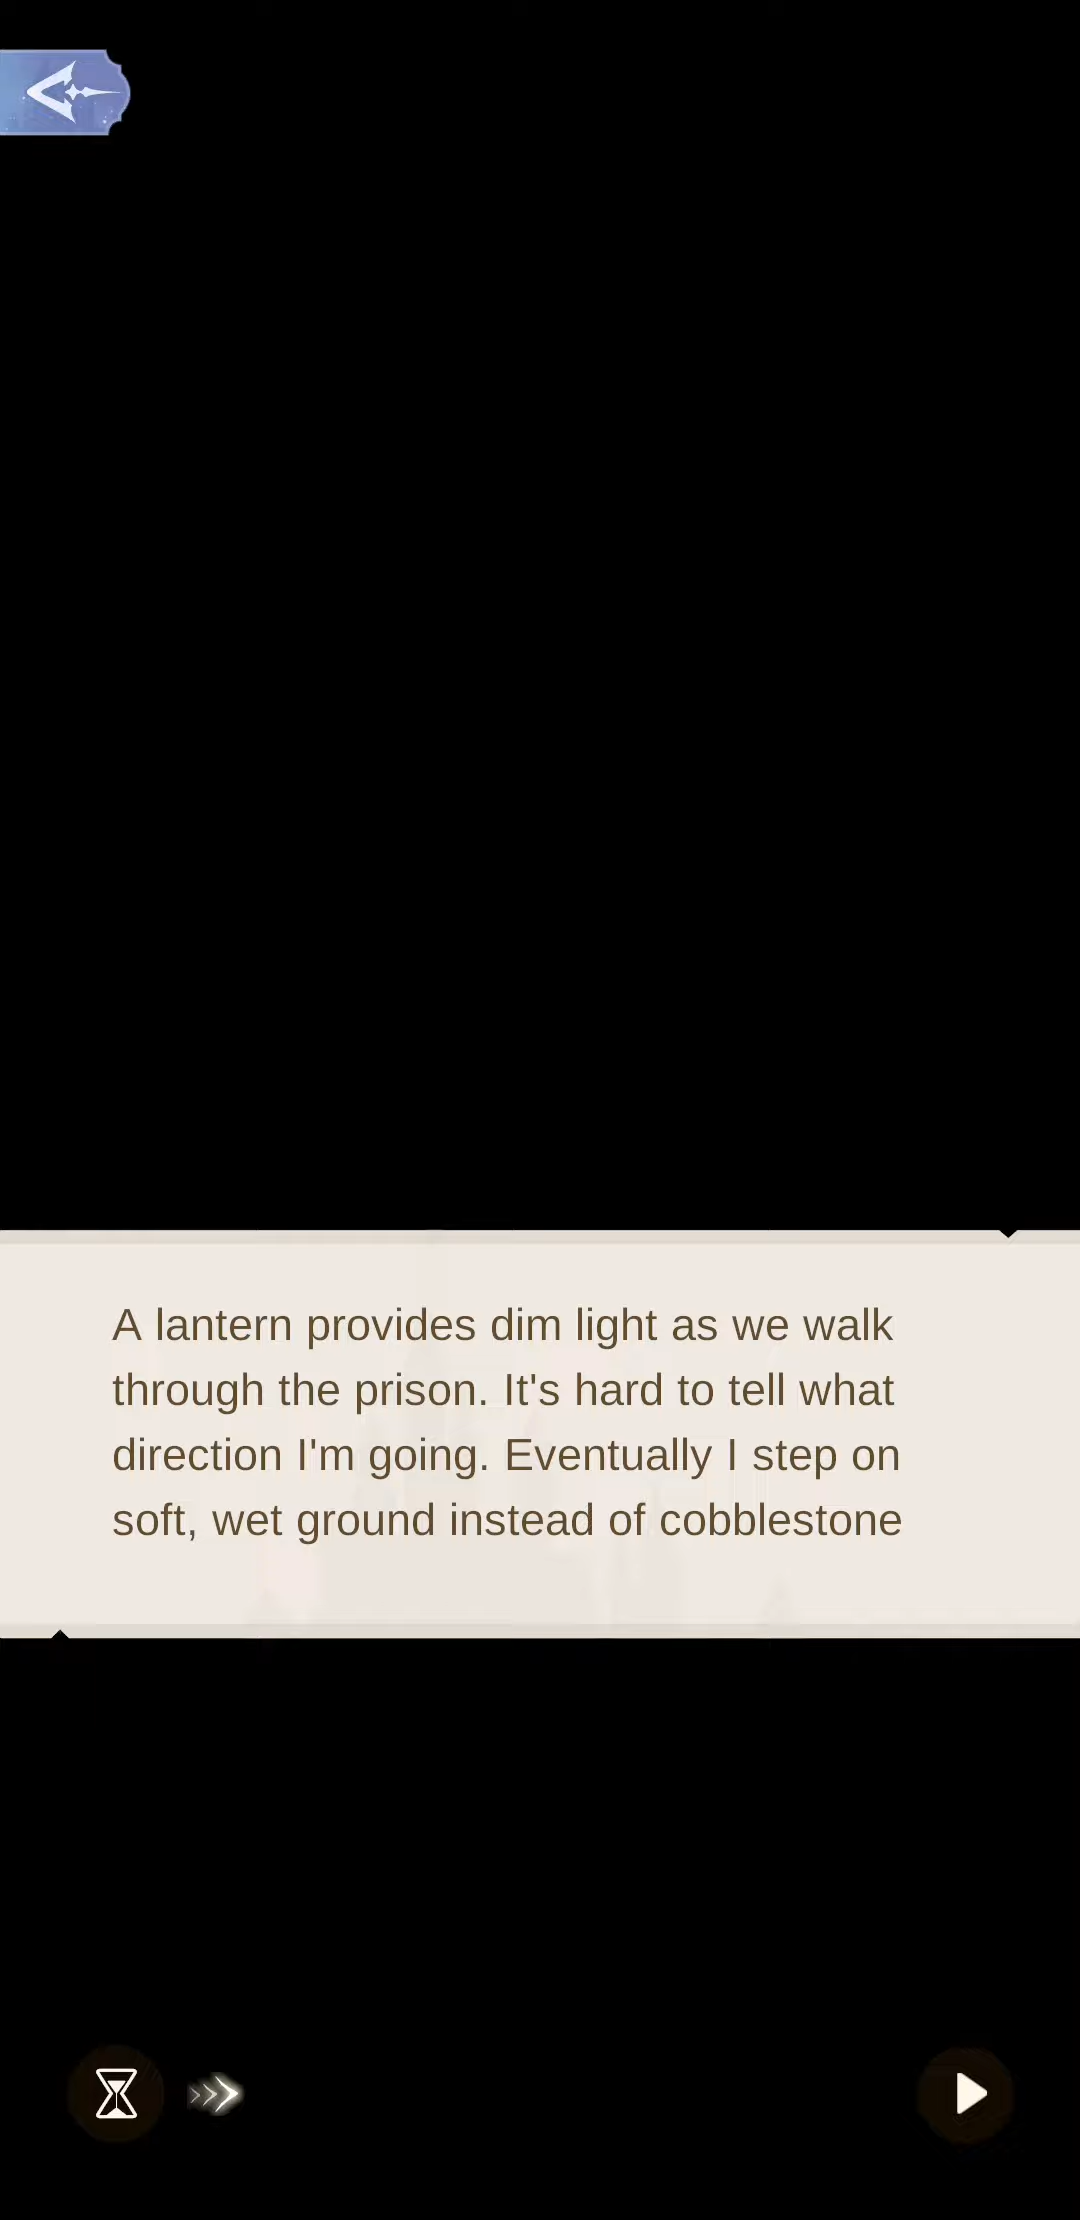 A lantern provides dim light as we walk
through the prison. It's hard to tell what
direction I'm going. Eventually I step on
soft, wet ground instead of cobblestone